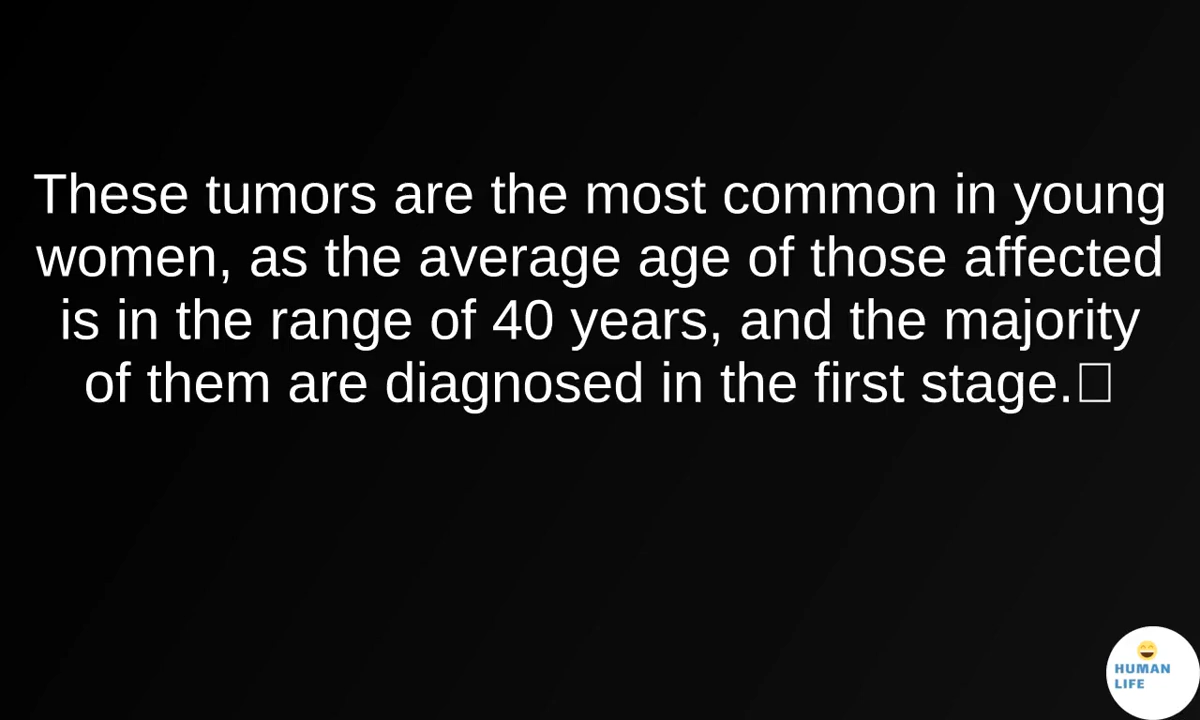 These tumors are the most common in young
women, as the average age of those affected
is in the range of 40 years, and the majority
of them are diagnosed in the first stage.
HUMAN
LIFE